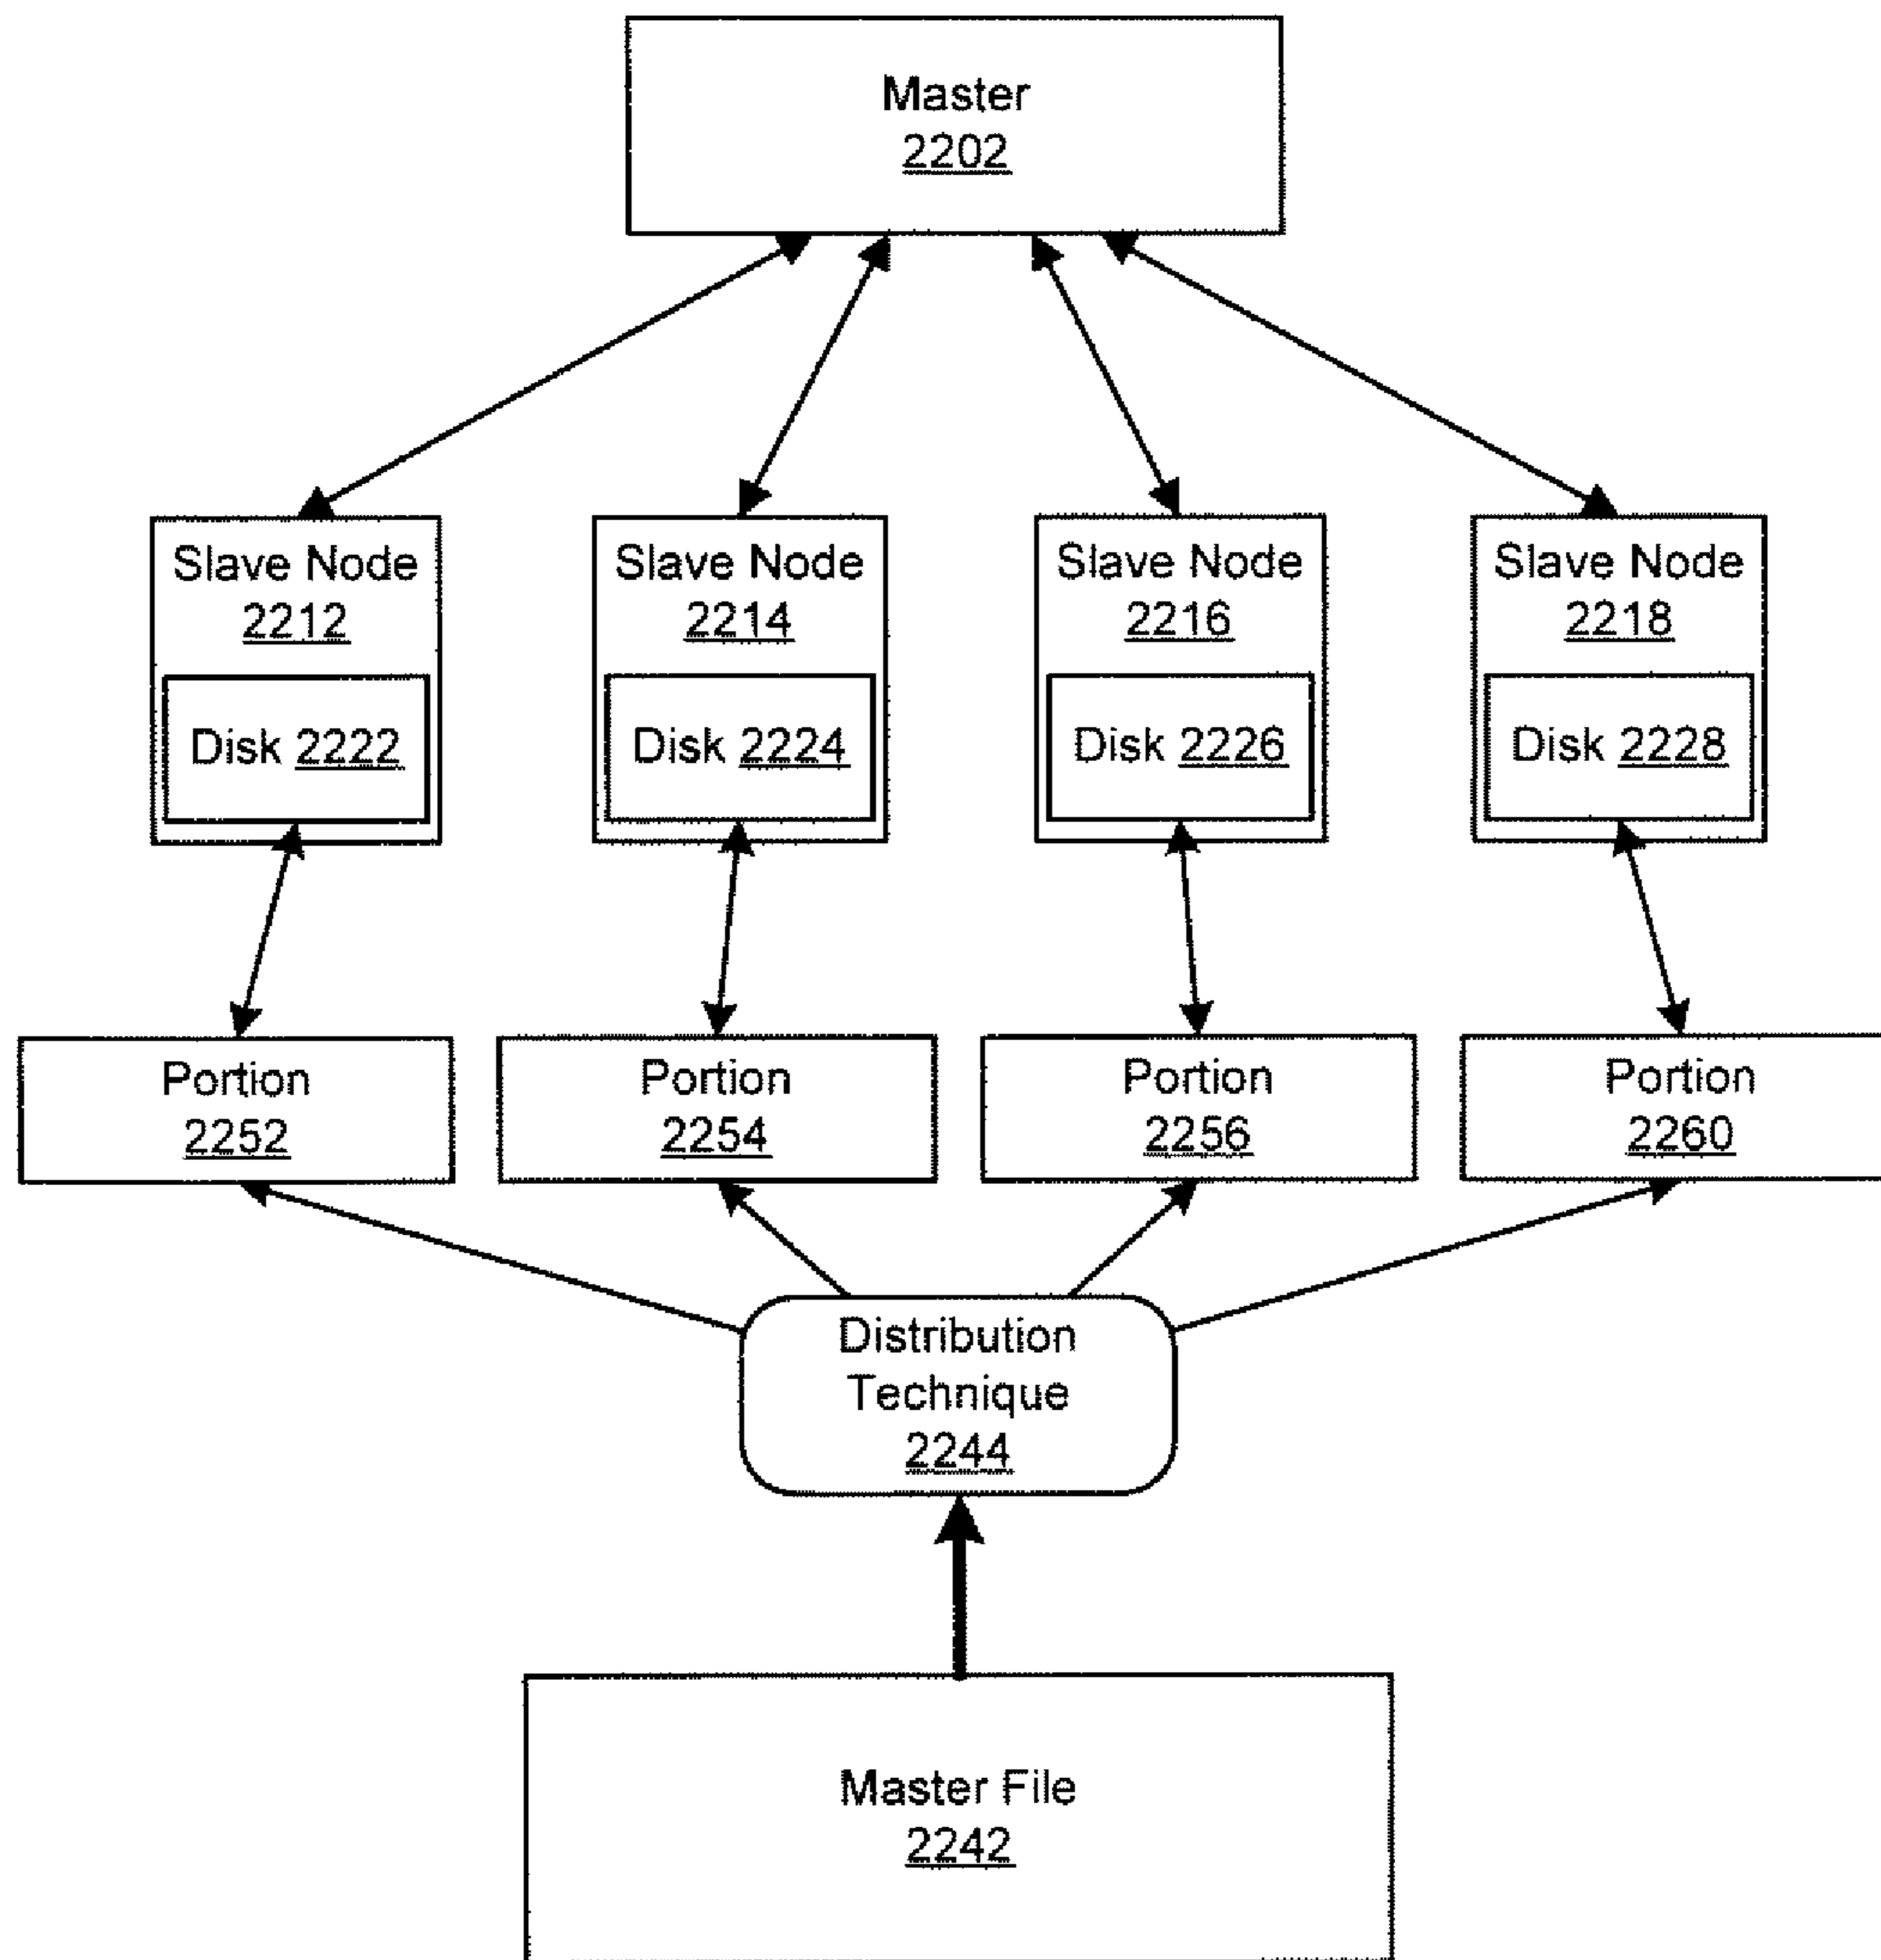 Master
2202
Slave Node
2212
Disk 2222
Slave Node
2214
Disk 2224
Slave Node
2216
Disk 2226
Slave Node
2218
Disk 2228
Portion
2252
Portion
2254
Portion
2256
Portion
2260
Distribution
Technique
2244
Master File
2242